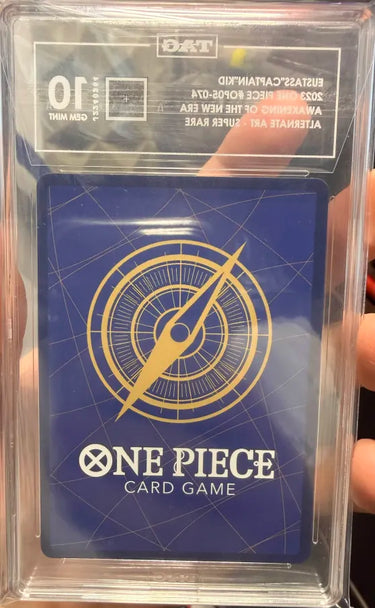 TAG
EUSTASS"CAPTAIN"KID
2023 ONE PIECE #OP05-074
AWAKENING OF THE NEW ERA
ALTERNATE ART - SUPER RARE
10
GEM MINT
ONE PIECE
CARD GAME